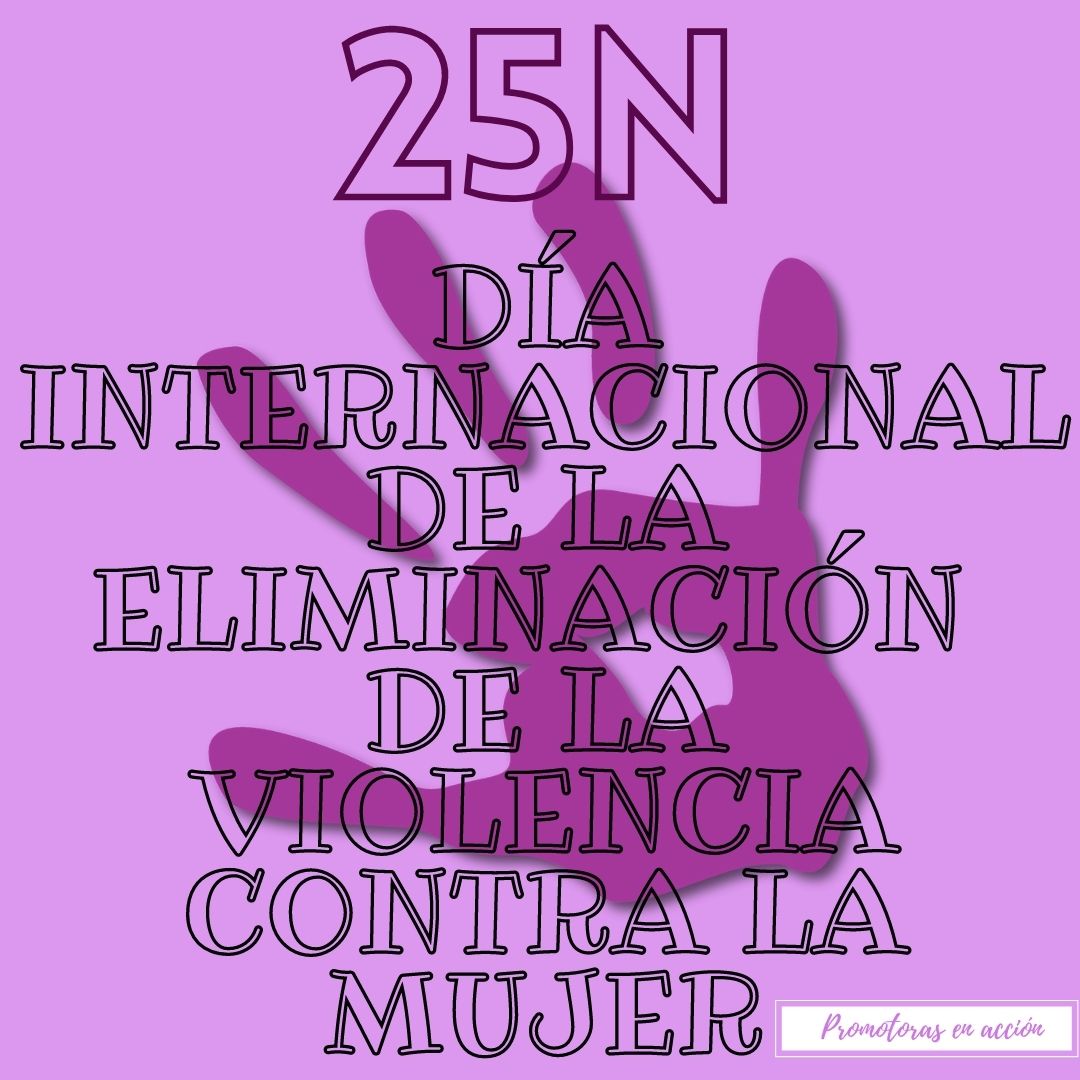 25N
DÍA
INTERNACIONAL
DE LA
ELIMINACIÓN
DE LA
VIOLENCIA
CONTRA LA
MUJER
Promotoras en acción